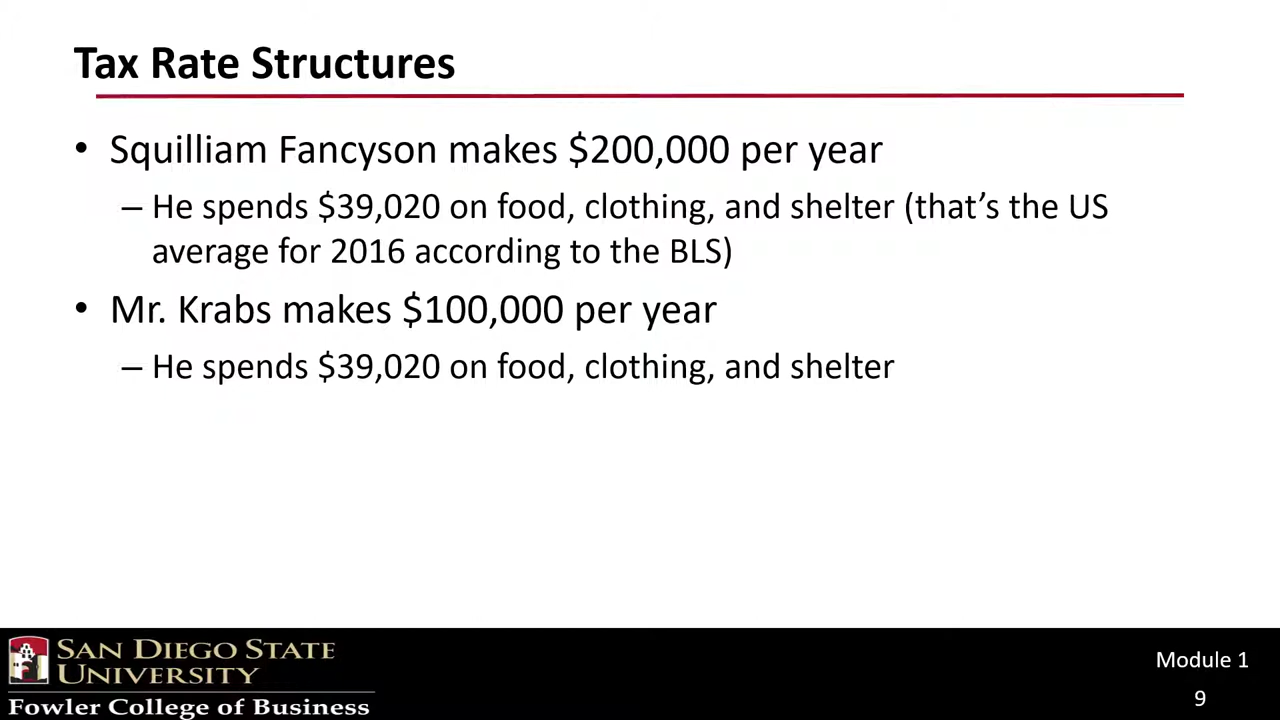 Tax Rate Structures
• Squilliam Fancyson makes $200,000 per year
– He spends $39,020 on food, clothing, and shelter (that’s the US
average for 2016 according to the BLS)
• Mr. Krabs makes $100,000 per year
– He spends $39,020 on food, clothing, and shelter
SAN DIEGO STATE
UNIVERSITY
Fowler College of Business
Module 1
9